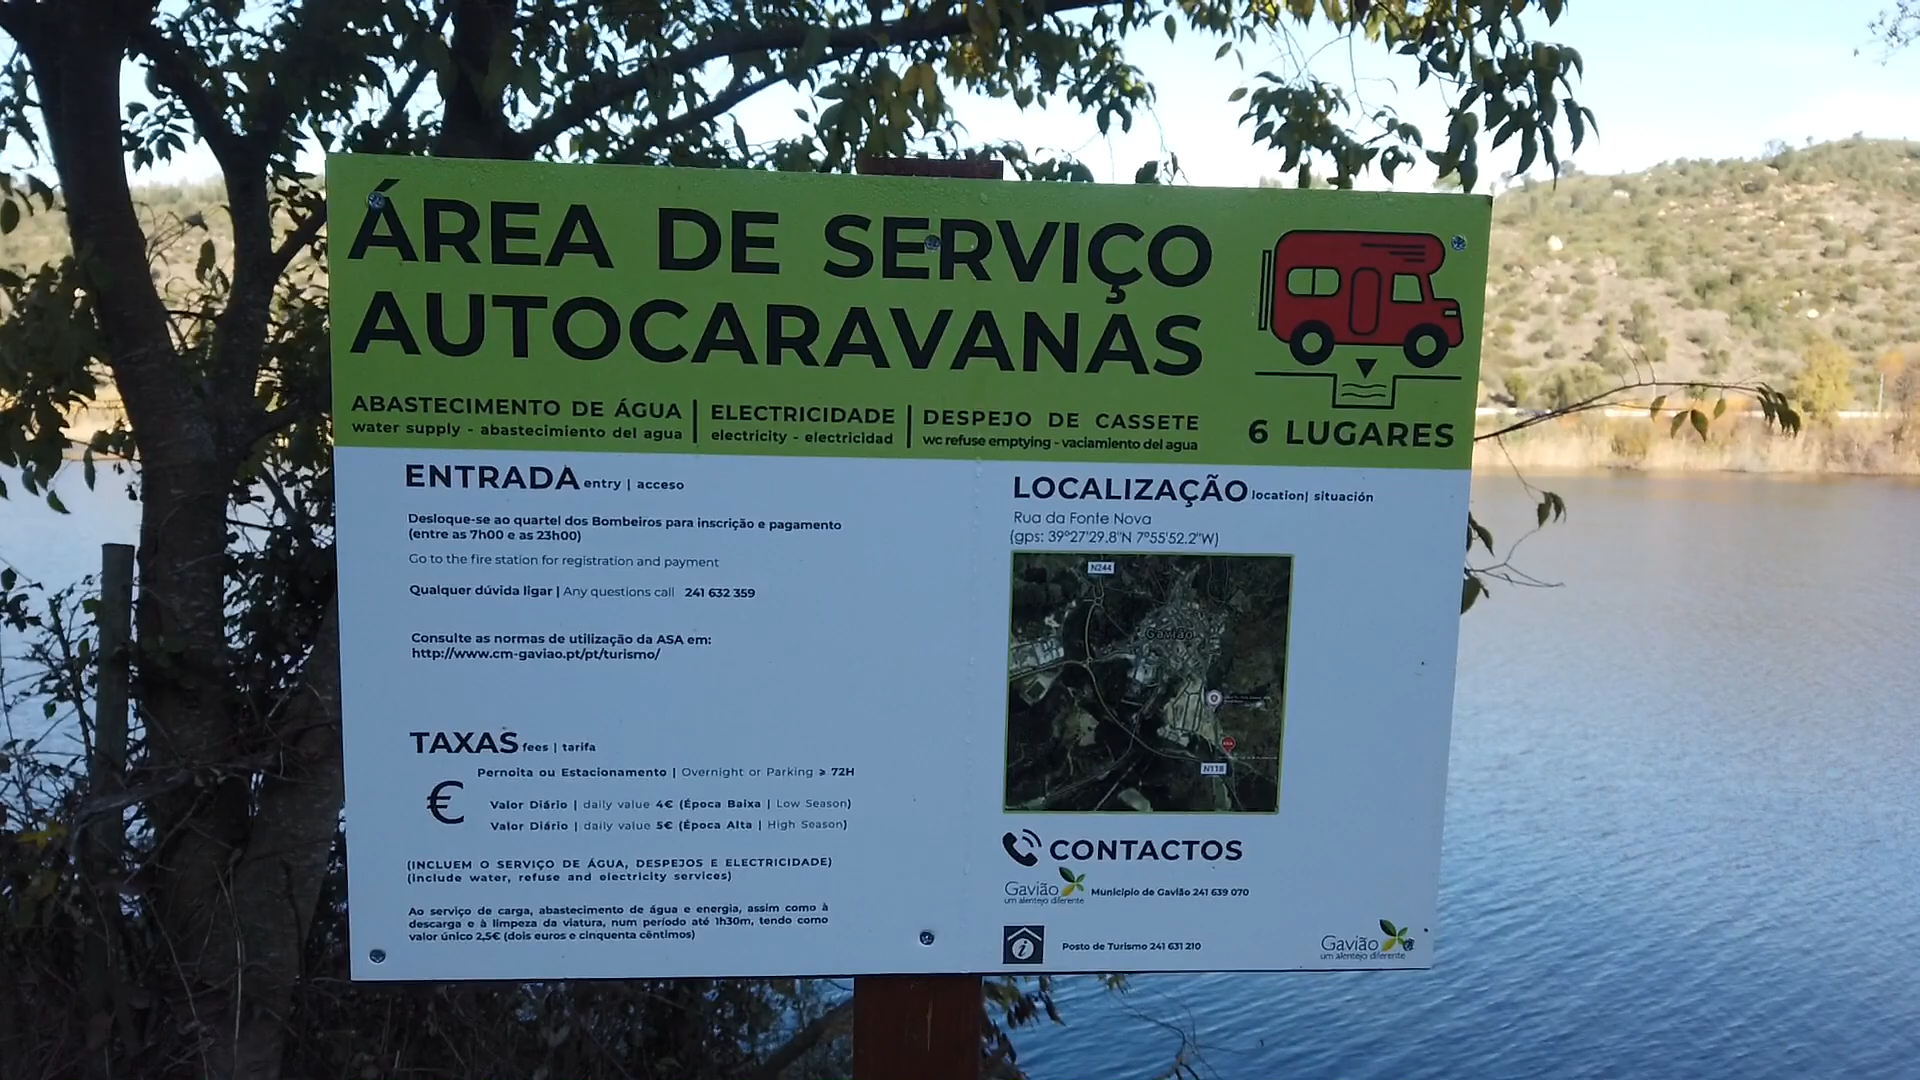 ÁREA DE SERVIÇO
AUTOCARAVANAS
ABASTECIMENTO DE ÁGUA
water supply - abastecimiento del agua
ELECTRICIDADE
electricity - electricidad
DESPEJO DE CASSETE
wc refuse emptying - vaciamiento del agua
6 LUGARES
ENTRADA entry | acceso
Desloque-se ao quartel dos Bombeiros para inscrição e pagamento
(entre as 7h00 e as 23h00)
Go to the fire station for registration and payment
Qualquer dúvida ligar | Any questions call 241 632 359
Consulte as normas de utilização da ASA em:
http://www.cm-gaviao.pt/pt/turismo/
TAXAS fees | tarifa
€
Pernoita ou Estacionamento | Overnight or Parking ⩾ 72H
Valor Diário | daily value 4€ (Época Baixa | Low Season)
Valor Diário | daily value 5€ (Época Alta | High Season)
(INCLUEM O SERVIÇO DE ÁGUA, DESPEJOS E ELECTRICIDADE)
(include water, refuse and electricity services)
Ao serviço de carga, abastecimento de água e energia, assim como à
descarga e à limpeza da viatura, num período até 1h30m, tendo como
valor único 2,5€ (dois euros e cinquenta cêntimos)
LOCALIZAÇÃO location| situación
Rua da Fonte Nova
(gps: 39°27'29.8"N 7°55'52.2"W)
N244
Gavião
N118
CONTACTOS
Gavião
um alentejo diferente
Município de Gavião 241 639 070
i
Posto de Turismo 241 631 210
Gavião
um alentejo diferente